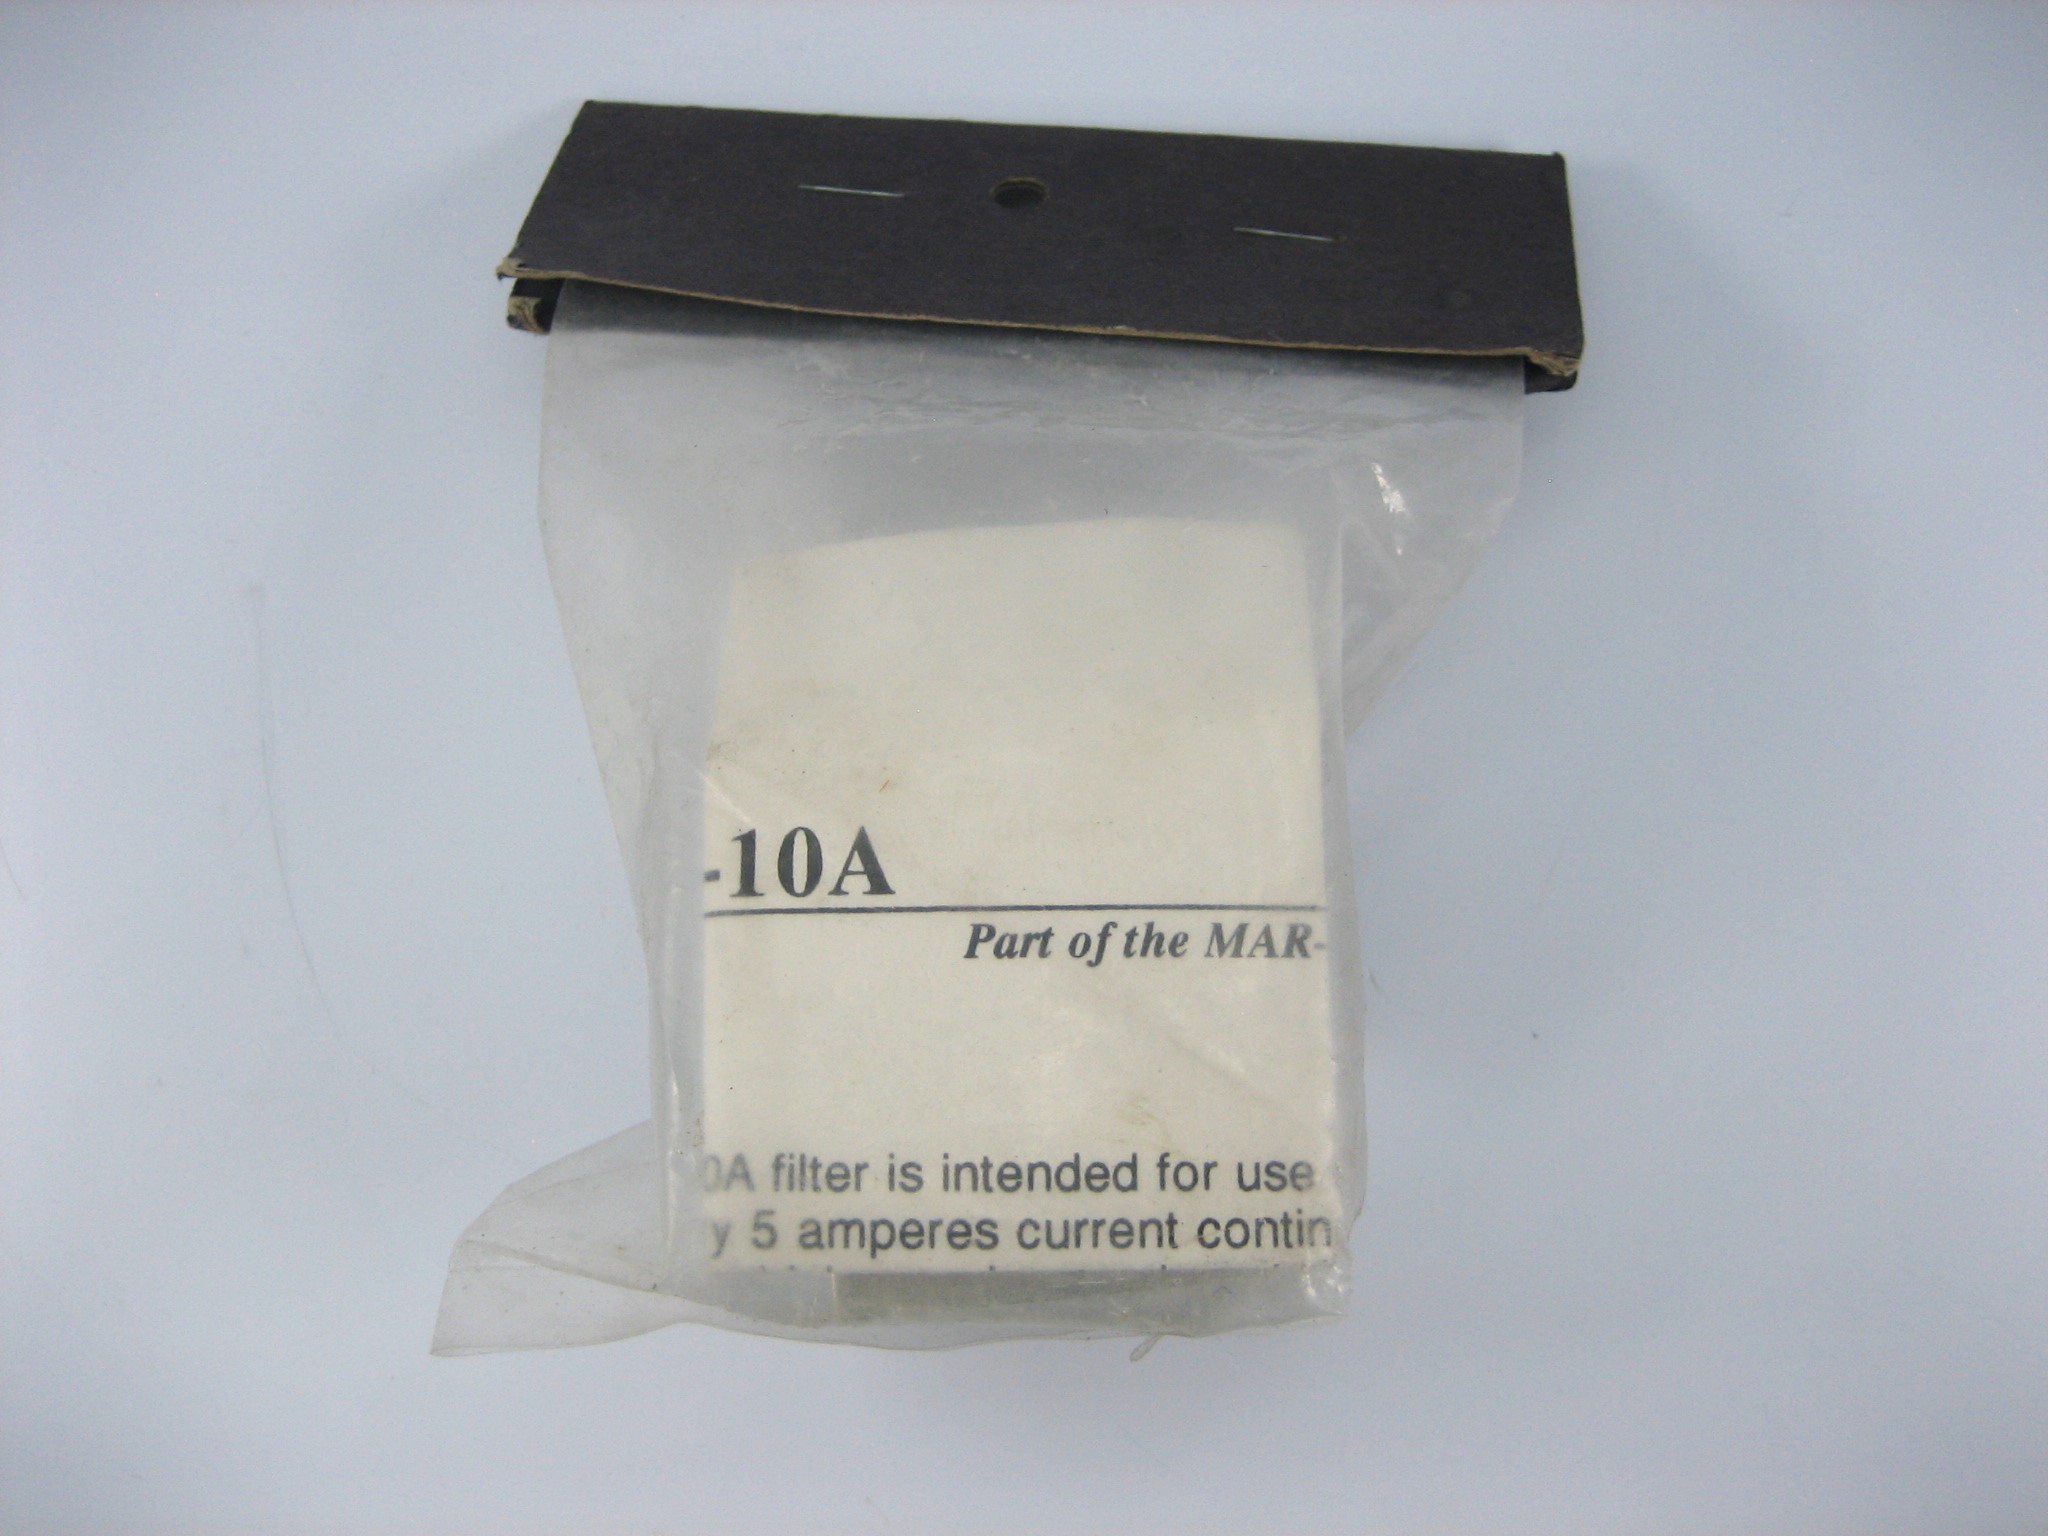 -10A
Part of the MAR-
0A filter is intended for use
y 5 amperes current contin